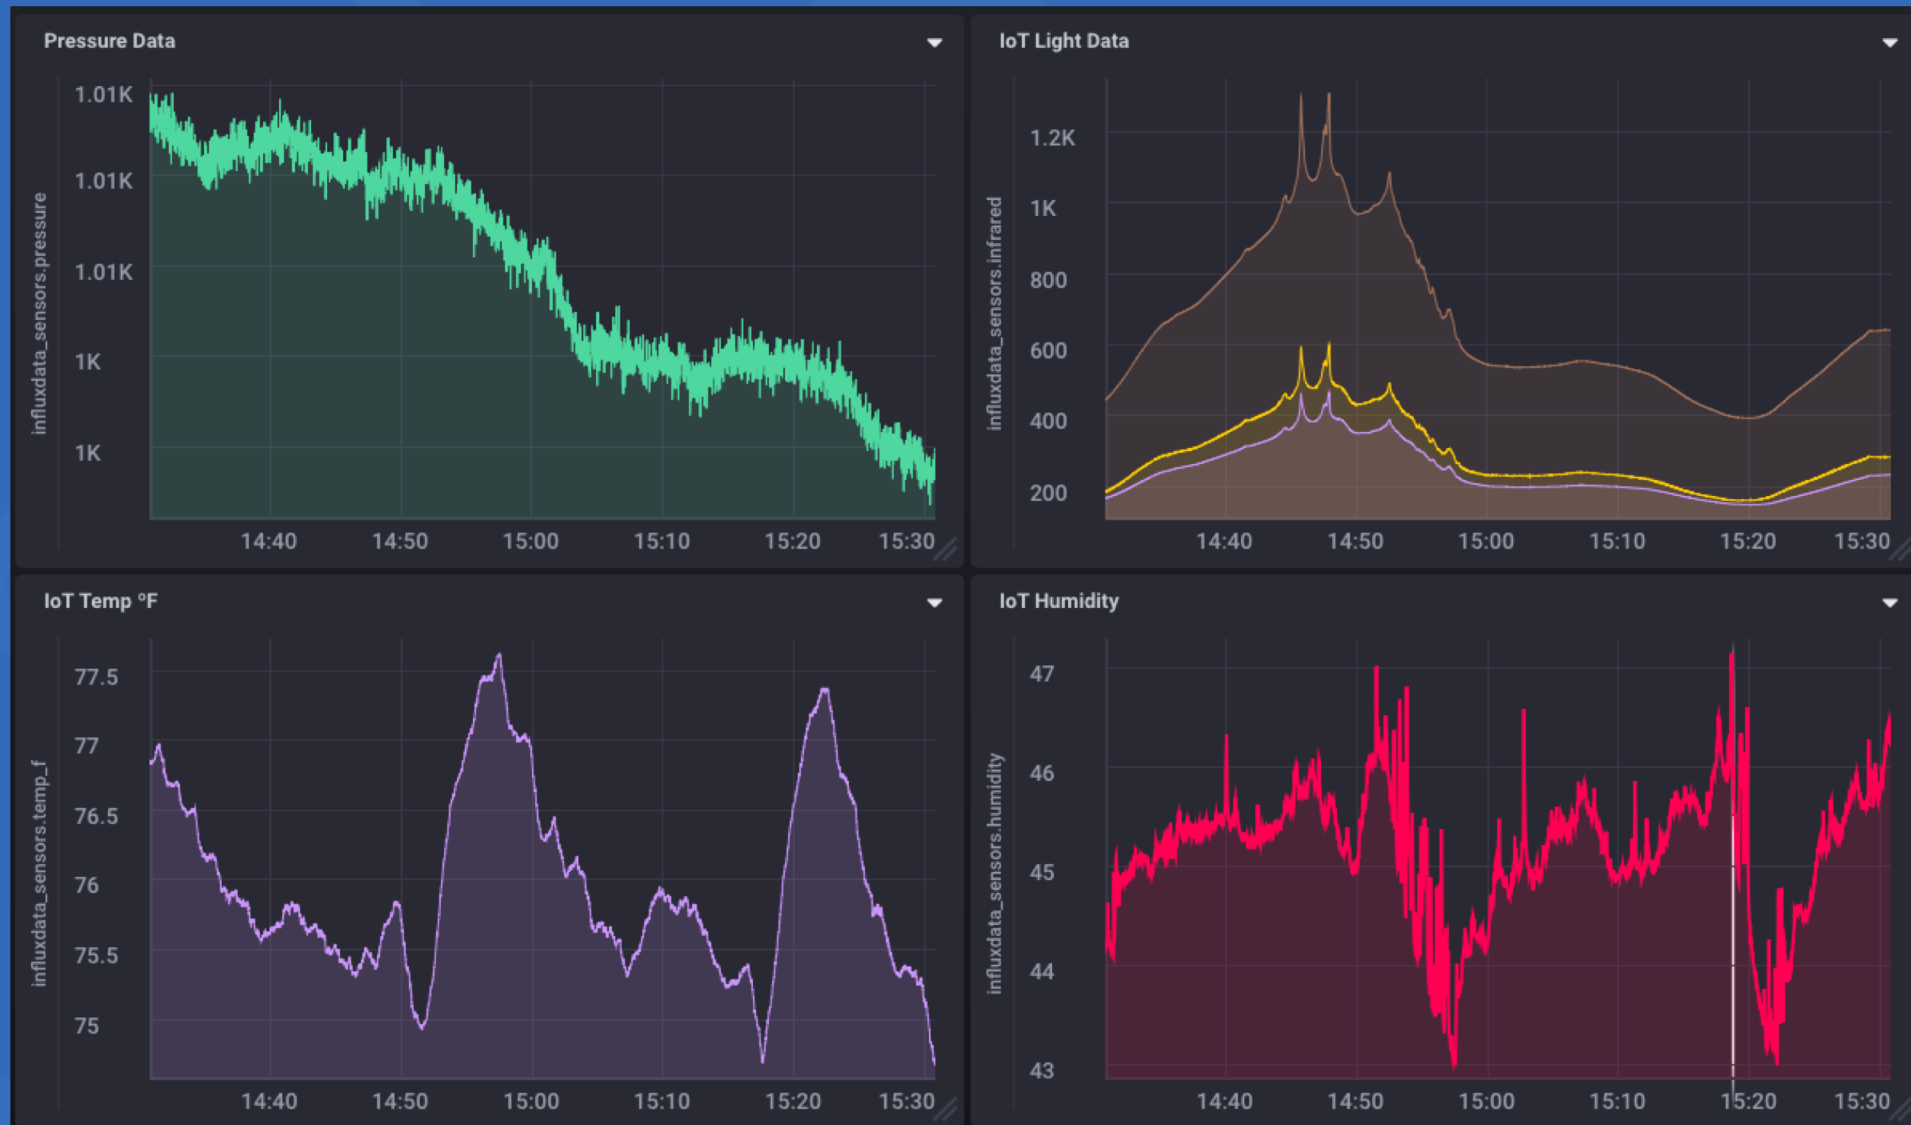 Pressure Data
influxdata_sensors.pressure
1.01K
1.01K
1.01K
1K
1K
14:40 14:50 15:00 15:10 15:20 15:30
IoT Light Data
influxdata_sensors.infrared
1.2K
1K
800
600
400
200
14:40 14:50 15:00 15:10 15:20 15:30
IoT Temp ºF
influxdata_sensors.temp_f
77.5
77
76.5
76
75.5
75
14:40 14:50 15:00 15:10 15:20 15:30
IoT Humidity
influxdata_sensors.humidity
47
46
45
44
43
14:40 14:50 15:00 15:10 15:20 15:30